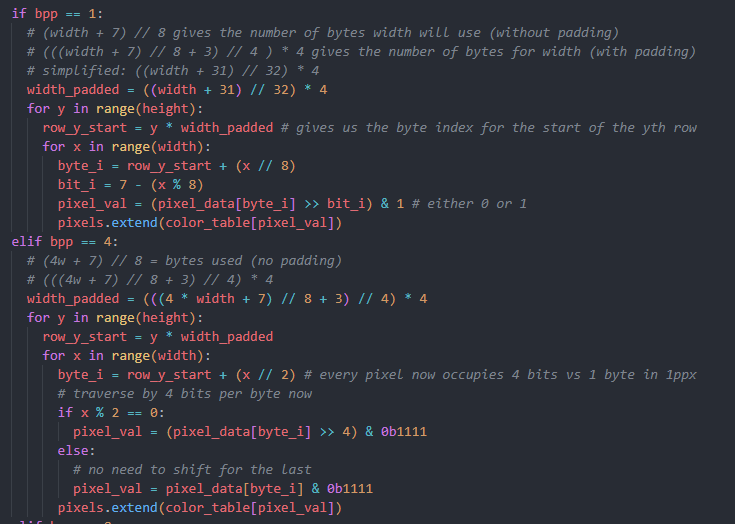 if bpp == 1:
# (width + 7) // 8 gives the number of bytes width will use (without padding)
# (((width + 7) // 8 + 3) // 4 ) * 4 gives the number of bytes for width (with padding)
# simplified: ((width + 31) // 32) * 4
width_padded = ((width + 31) // 32) * 4
for y in range(height):
row_y_start = y * width_padded # gives us the byte index for the start of the yth row
for x in range(width):
byte_i = row_y_start + (x // 8)
bit_i = 7 - (x % 8)
pixel_val = (pixel_data[byte_i] >> bit_i) & 1 # either 0 or 1
pixels.extend(color_table[pixel_val])
elif bpp == 4:
# (4w + 7) // 8 = bytes used (no padding)
# (((4w + 7) // 8 + 3) // 4) * 4
width_padded = (((4 * width + 7) // 8 + 3) // 4) * 4
for y in range(height):
row_y_start = y * width_padded
for x in range(width):
byte_i = row_y_start + (x // 2) # every pixel now occupies 4 bits vs 1 byte in 1ppx
# traverse by 4 bits per byte now
if x % 2 == 0:
pixel_val = (pixel_data[byte_i] >> 4) & 0b1111
else:
# no need to shift for the last
pixel_val = pixel_data[byte_i] & 0b1111
pixels.extend(color_table[pixel_val])